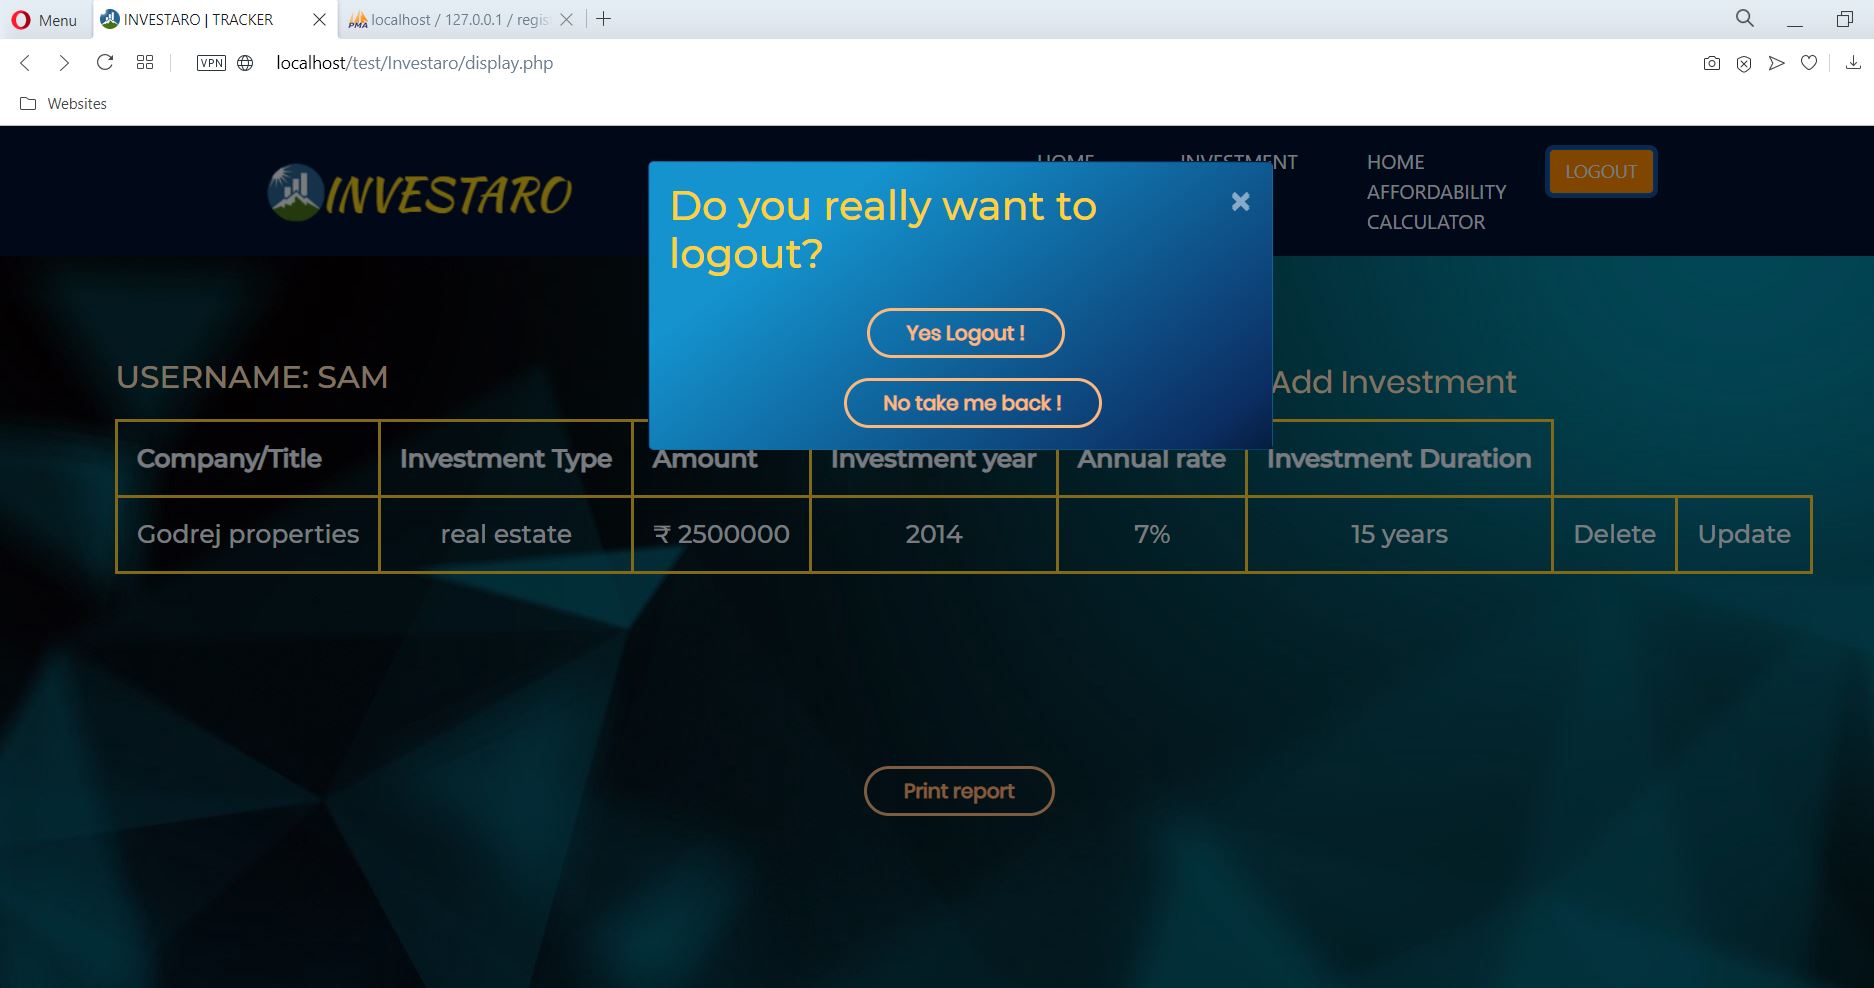 Menu
INVESTARO | TRACKER
PMA localhost / 127.0.0.1 / regis
VPN
localhost/test/Investaro/display.php
Websites
INVESTARO
HOME
INVESTMENT
HOME
AFFORDABILITY
CALCULATOR
LOGOUT
Do you really want to
logout?
×
Yes Logout !
No take me back !
USERNAME: SAM
Add Investment
Company/Title Investment Type Amount Investment year Annual rate Investment Duration
Godrej properties real estate ₹ 2500000 2014 7% 15 years Delete Update
Print report